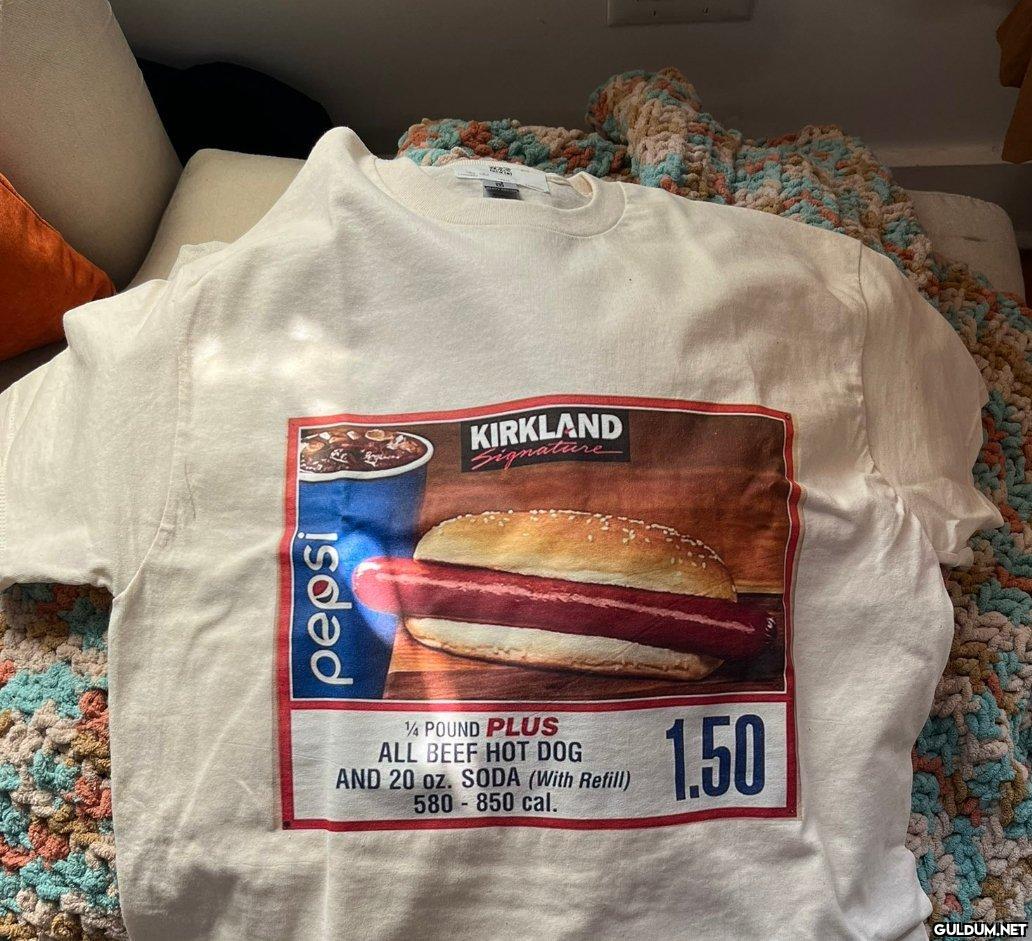 KIRKLAND
Signature
pepsi
¼ POUND PLUS
ALL BEEF HOT DOG
AND 20 oz. SODA (With Refill)
580 - 850 cal.
1.50
GULDUM.NET